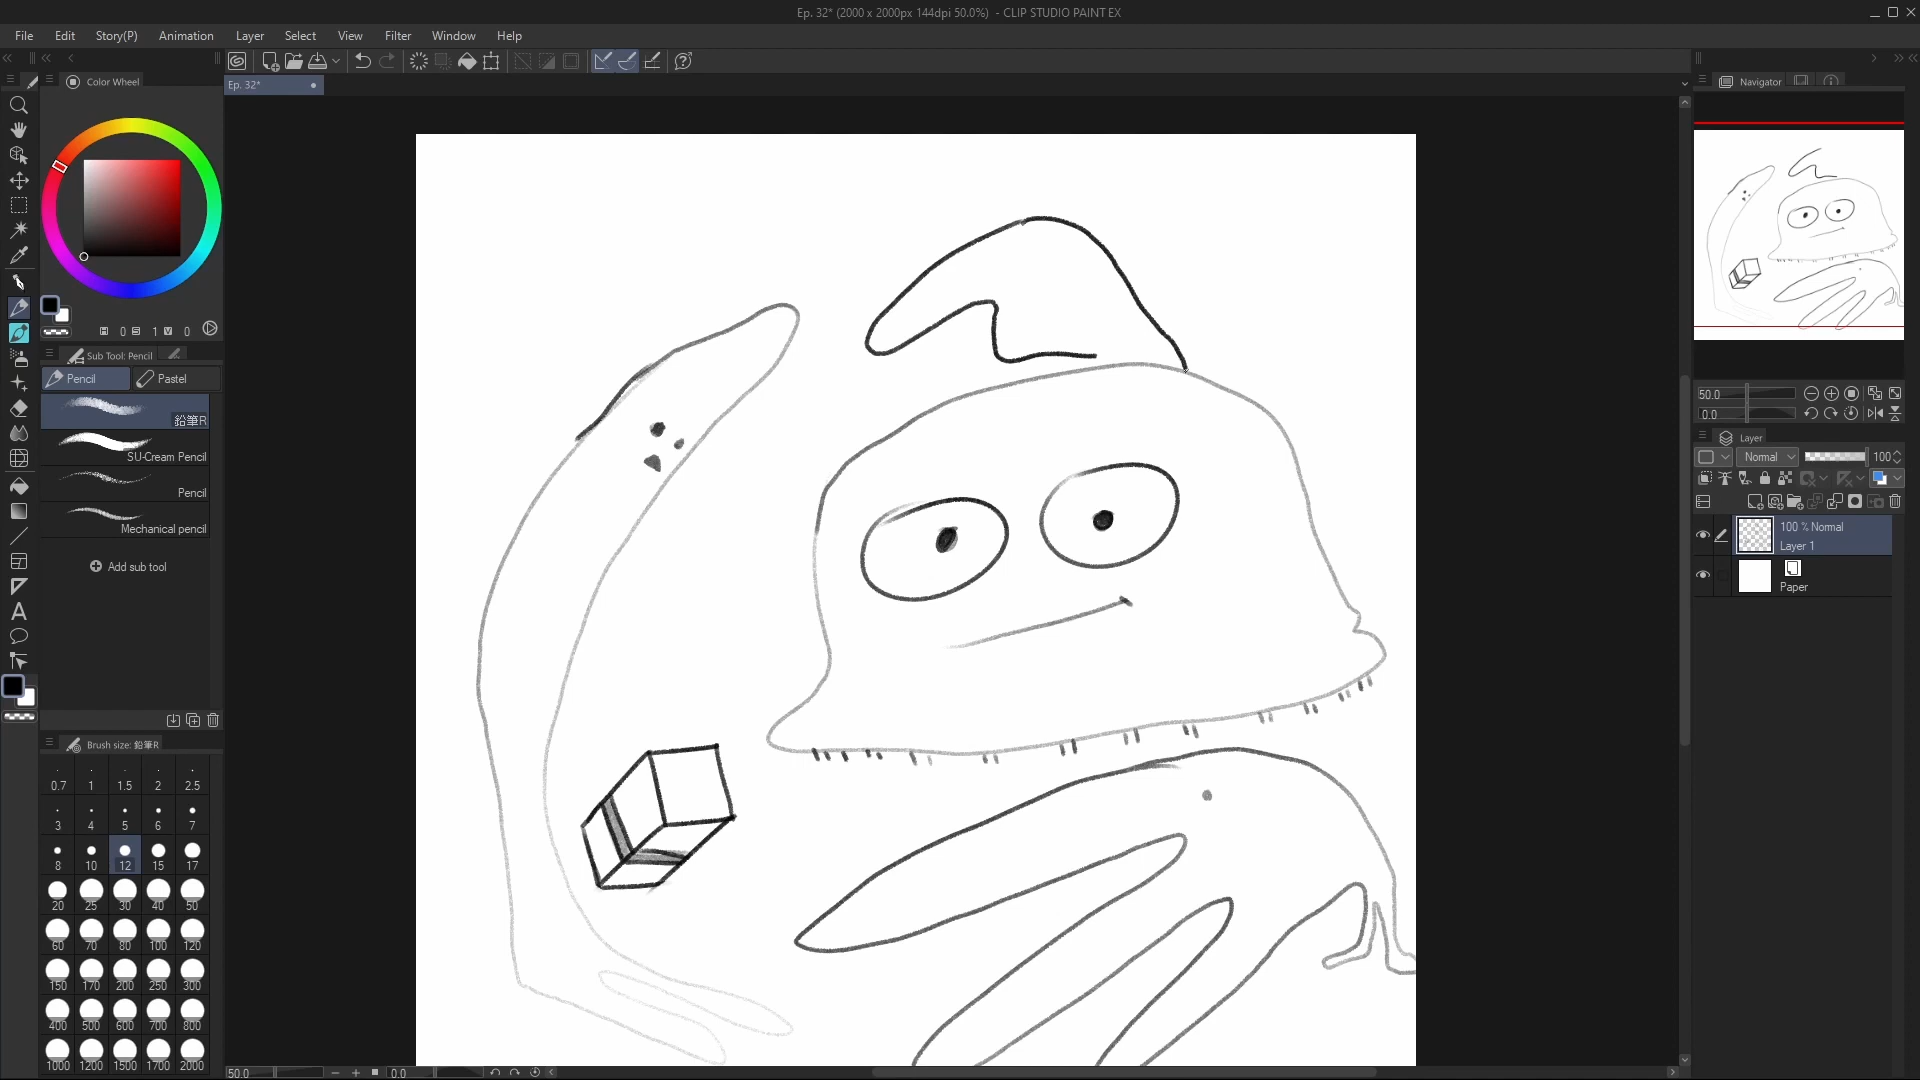 Ep. 32* (2000 x 2000px 144dpi 50.0%) - CLIP STUDIO PAINT EX
File Edit Story(P) Animation Layer Select View Filter Window Help
Color Wheel
Ep. 32*
Navigator
0 1 0
Sub Tool: Pencil
Pencil Pastel
鉛筆R
SU-Cream Pencil
Pencil
Mechanical pencil
Add sub tool
Brush size: 鉛筆R
0.7 1 1.5 2 2.5
3 4 5 6 7
8 10 12 15 17
20 25 30 40 50
60 70 80 100 120
150 170 200 250 300
400 500 600 700 800
1000 1200 1500 1700 2000
50.0 0.0
50.0
0.0
Layer
Normal 100
100 % Normal
Layer 1
Paper